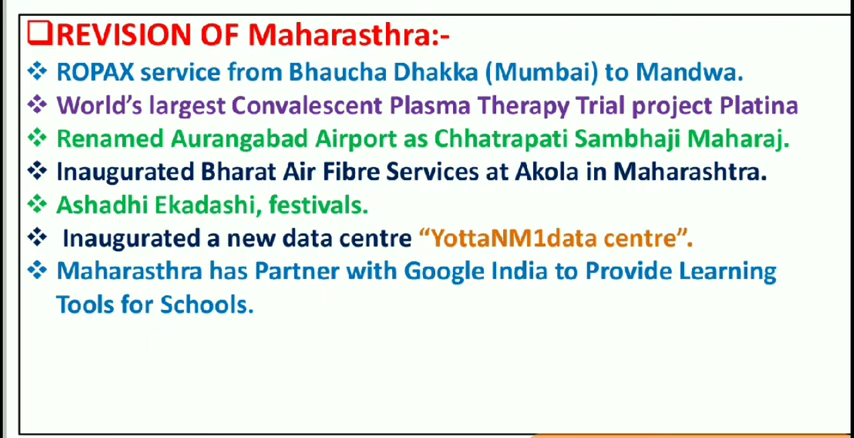 ❑REVISION OF Maharasthra:-
❖ ROPAX service from Bhaucha Dhakka (Mumbai) to Mandwa.
❖ World's largest Convalescent Plasma Therapy Trial project Platina
❖ Renamed Aurangabad Airport as Chhatrapati Sambhaji Maharaj.
❖ Inaugurated Bharat Air Fibre Services at Akola in Maharashtra.
❖ Ashadhi Ekadashi, festivals.
❖ Inaugurated a new data centre “YottaNM1data centre”.
❖ Maharasthra has Partner with Google India to Provide Learning
Tools for Schools.